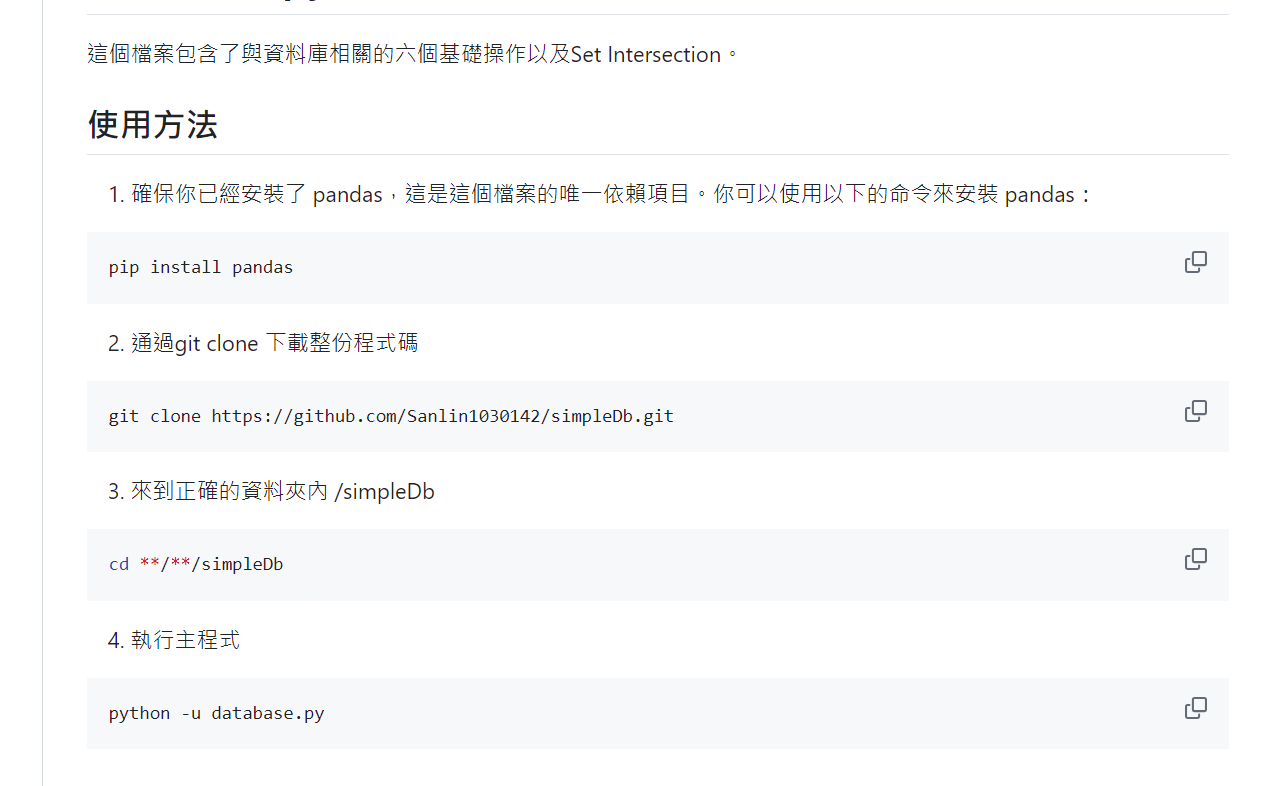 這個檔案包含了與資料庫相關的六個基礎操作以及Set Intersection。
使用方法
1. 確保你已經安裝了 pandas，這是這個檔案的唯一依賴項目。你可以使用以下的命令來安裝 pandas：
pip install pandas
2. 通過git clone 下載整份程式碼
git clone https://github.com/Sanlin1030142/simpleDb.git
3. 來到正確的資料夾內 /simpleDb
cd **/**/simpleDb
4. 執行主程式
python -u database.py